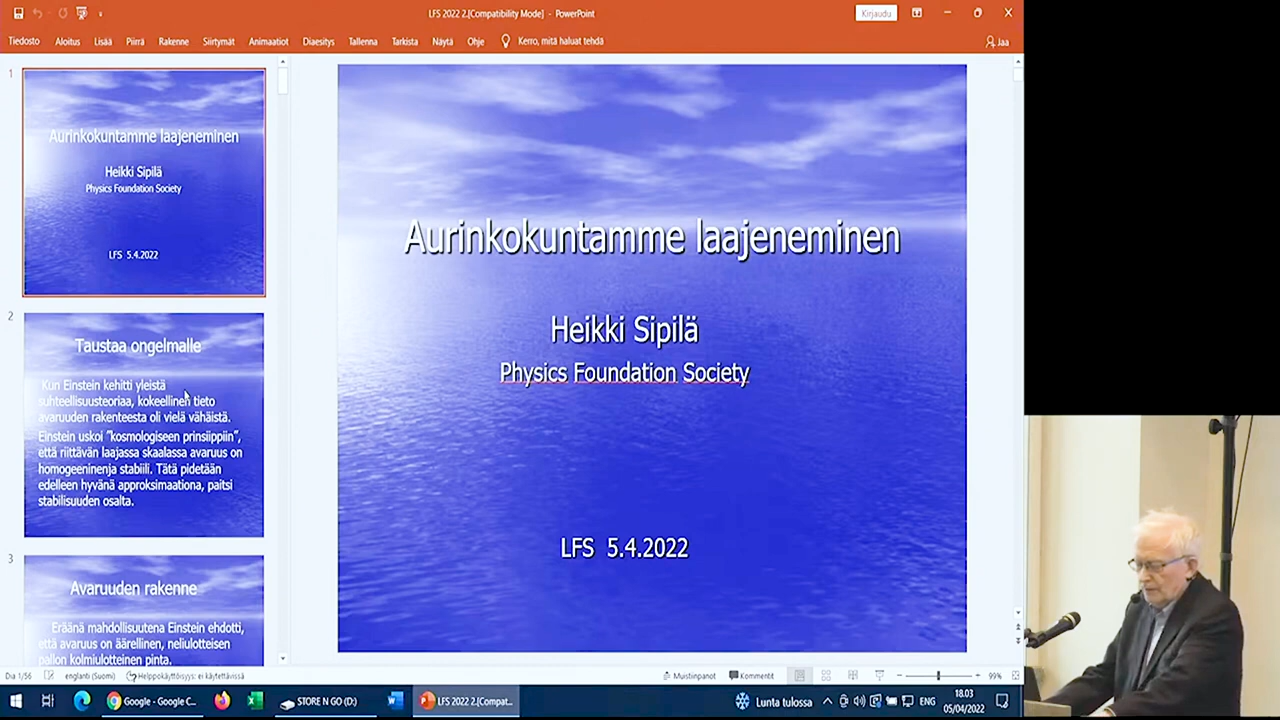 LFS 2022 2.[Compatibility Mode] - PowerPoint
Kirjaudu
Tiedosto Aloitus Lisää Piirrä Rakenne Siirtymät Animaatiot Diaesitys Tallenna Tarkista Näytä Ohje Kerro, mitä haluat tehdä Jaa
1
Aurinkokuntamme laajeneminen
Heikki Sipilä
Physics Foundation Society
LFS 5.4.2022
2
Taustaa ongelmalle
Kun Einstein kehitti yleistä
suhteellisuusteoriaa, kokeellinen tieto
avaruuden rakenteesta oli vielä vähäistä.
Einstein uskoi "kosmologiseen prinsiippiin",
että riittävän laajassa skaalassa avaruus on
homogeeninenja stabiili. Tätä pidetään
edelleen hyvänä approksimaationa, paitsi
stabilisuuden osalta.
3
Avaruuden rakenne
Eräänä mahdollisuutena Einstein ehdotti,
että avaruus on äärellinen, neliulotteisen
pallon kolmiulotteinen pinta.
Aurinkokuntamme laajeneminen
Heikki Sipilä
Physics Foundation Society
LFS 5.4.2022
Dia 1/56 englanti (Suomi) Helppokäyttöisyys: ei käytettävissä Muistiinpanot Kommentit 99%
Google - Google C... STORE N GO (D:) LFS 2022 2.[Compat... Lunta tulossa ENG
18.03
05/04/2022